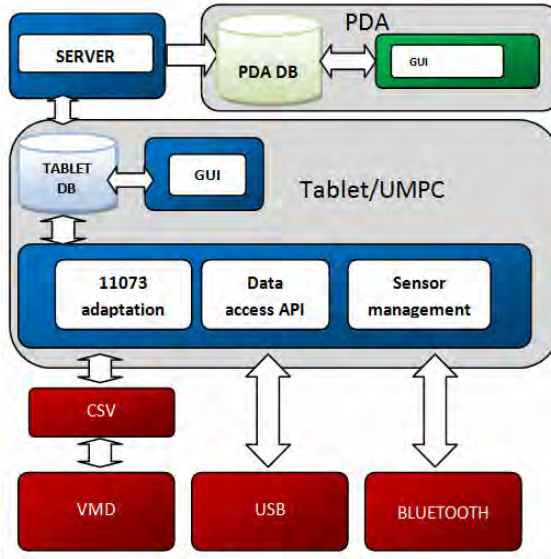 PDA
SERVER
PDA DB
GUI
TABLET
DB
GUI
Tablet/UMPC
11073
adaptation
Data
access API
Sensor
management
CSV
VMD
USB
BLUETOOTH